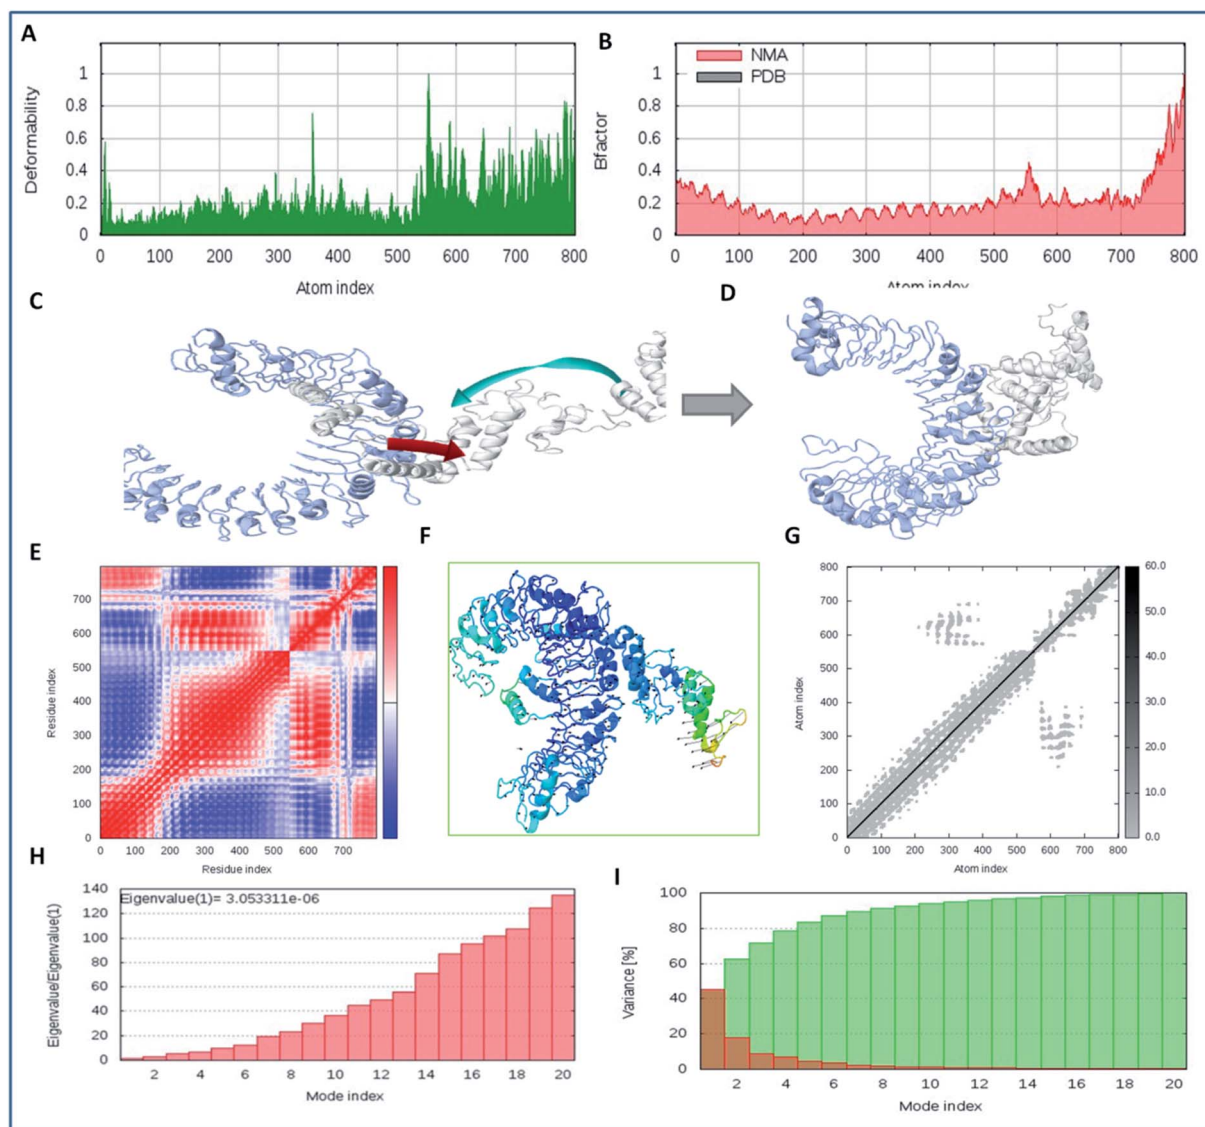 A
Deformability
1
0.8
0.6
0.4
0.2
0
0 100 200 300 400 500 600 700 800
Atom index
B
NMA
PDB
Bfactor
1
0.8
0.6
0.4
0.2
0
0 100 200 300 400 500 600 700 800
Atom index
C
D
E
Residue index
700
600
500
400
300
200
100
0
0 100 200 300 400 500 600 700
Residue index
F
G
Atom index
800
700
600
500
400
300
200
100
0
0 100 200 300 400 500 600 700 800
Atom index
60.0
50.0
40.0
30.0
20.0
10.0
0.0
H
Eigenvalue(1)= 3.053311e-06
Eigenvalue/Eigenvalue(1)
140
120
100
80
60
40
20
0
2 4 6 8 10 12 14 16 18 20
Mode index
I
Variance [%]
100
80
60
40
20
0
2 4 6 8 10 12 14 16 18 20
Mode index